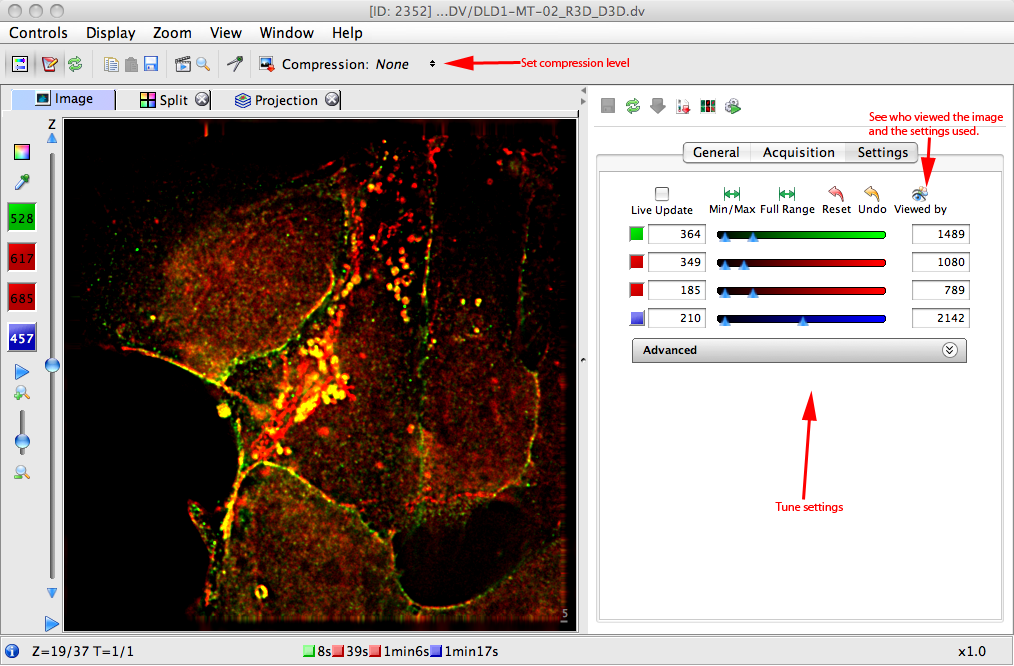 [ID: 2352] ...DV/DLD1-MT-02_R3D_D3D.dv
Controls Display Zoom View Window Help
Compression: None
Set compression level
Image Split Projection
See who viewed the image
and the settings used.
Z
General Acquisition Settings
Live Update Min/Max Full Range Reset Undo Viewed by
528
617
685
457
364 1489
349 1080
185 789
210 2142
Advanced
Tune settings
5
Z=19/37 T=1/1 8s 39s 1min6s 1min17s x1.0